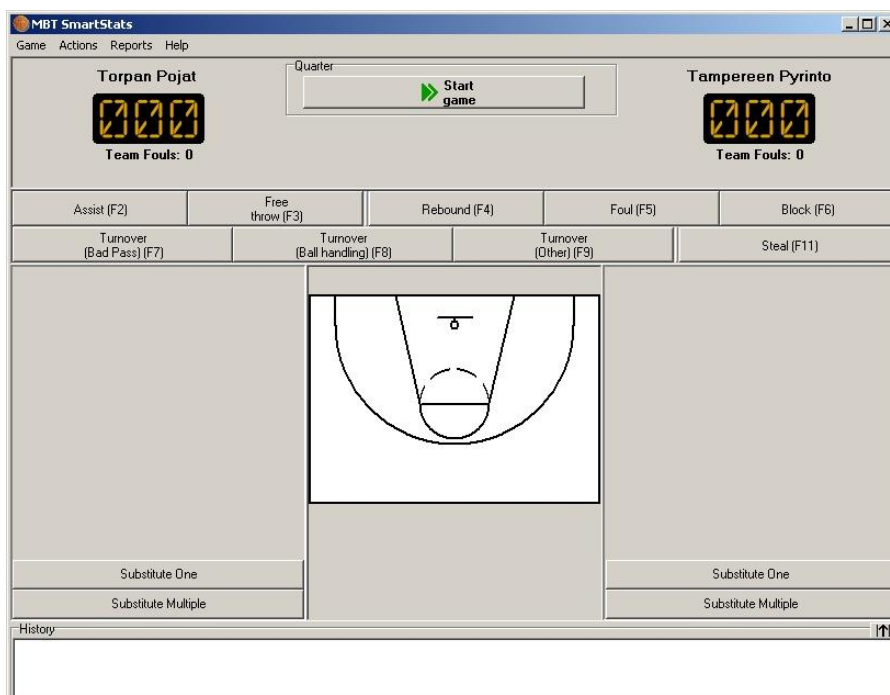 MBT SmartStats
Game Actions Reports Help
Quarter
Torpan Pojat
Start
game
Tampereen Pyrinto
000
000
Team Fouls: 0
Team Fouls: 0
Assist (F2)
Free
throw (F3)
Rebound (F4)
Foul (F5)
Block (F6)
Turnover
(Bad Pass) (F7)
Turnover
(Ball handling) (F8)
Turnover
(Other) (F9)
Steal (F11)
Substitute One
Substitute One
Substitute Multiple
Substitute Multiple
History